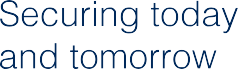 Securing today
and tomorrow